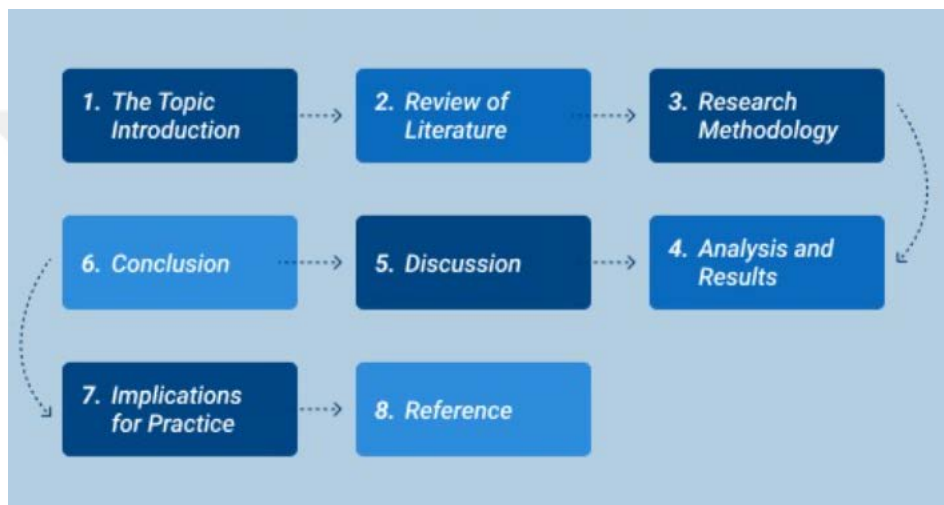 1. The Topic
Introduction
2. Review of
Literature
3. Research
Methodology
6. Conclusion
5. Discussion
4. Analysis and
Results
7. Implications
for Practice
8. Reference